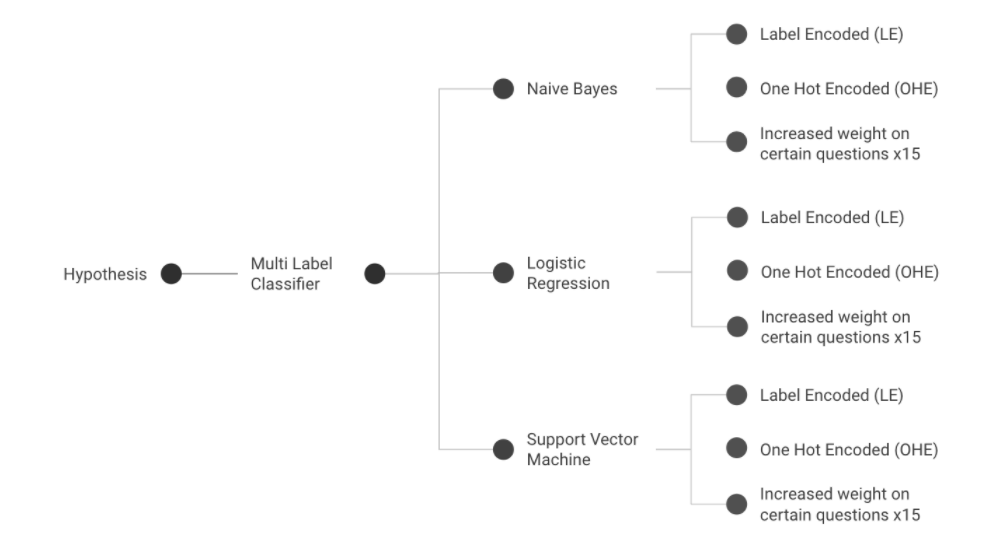 Hypothesis
Multi Label
Classifier
Naive Bayes
Label Encoded (LE)
One Hot Encoded (OHE)
Increased weight on
certain questions x15
Logistic
Regression
Label Encoded (LE)
One Hot Encoded (OHE)
Increased weight on
certain questions x15
Support Vector
Machine
Label Encoded (LE)
One Hot Encoded (OHE)
Increased weight on
certain questions x15